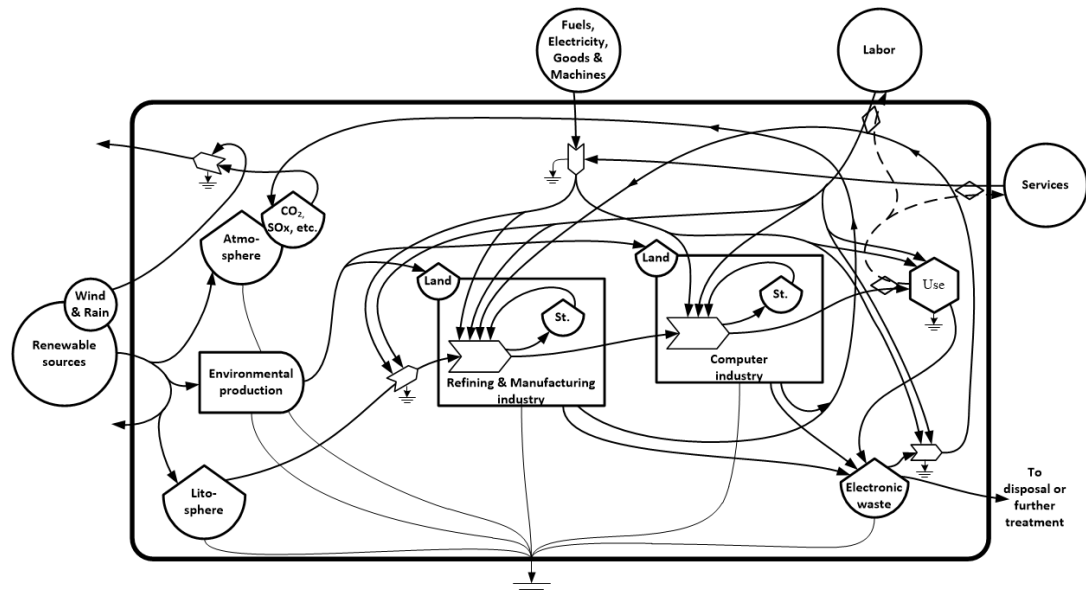 Fuels,
Electricity,
Goods &
Machines
Labor
Services
CO2,
SOx, etc.
Atmo-
sphere
Wind
& Rain
Renewable
sources
Land
Land
St.
St.
Use
Environmental
production
Refining & Manufacturing
industry
Computer
industry
Lito-
sphere
Electronic
waste
To
disposal or
further
treatment